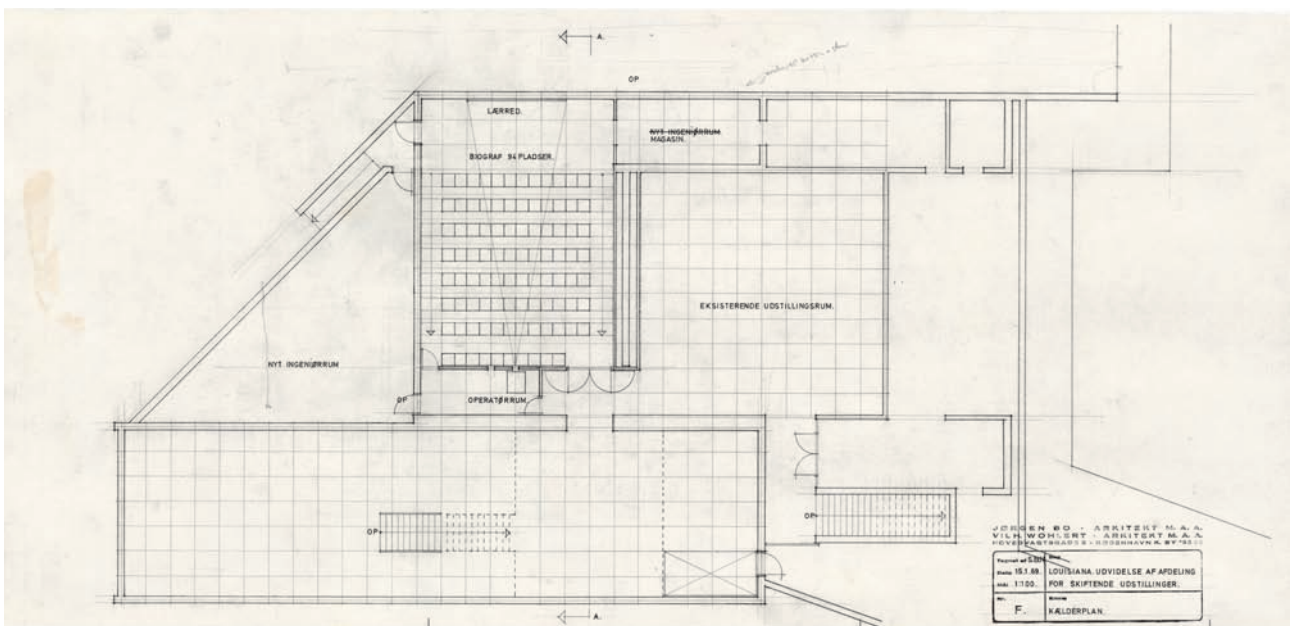 A.
OP
LÆRRED.
NYT INGENIØRRUM
MAGASIN.
BIOGRAF 94 PLADSER.
EKSISTERENDE UDSTILLINGSRUM.
NYT INGENIØRRUM
OP
OPERATØRRUM.
OP
OP
JØRGEN BO - ARKITEKT M.A.A.
VILH. WOHLERT - ARKITEKT M.A.A.
15.1.69.
LOUISIANA. UDVIDELSE AF AFDELING
1:100.
FOR SKIFTENDE UDSTILLINGER.
F.
KÆLDERPLAN.
A.